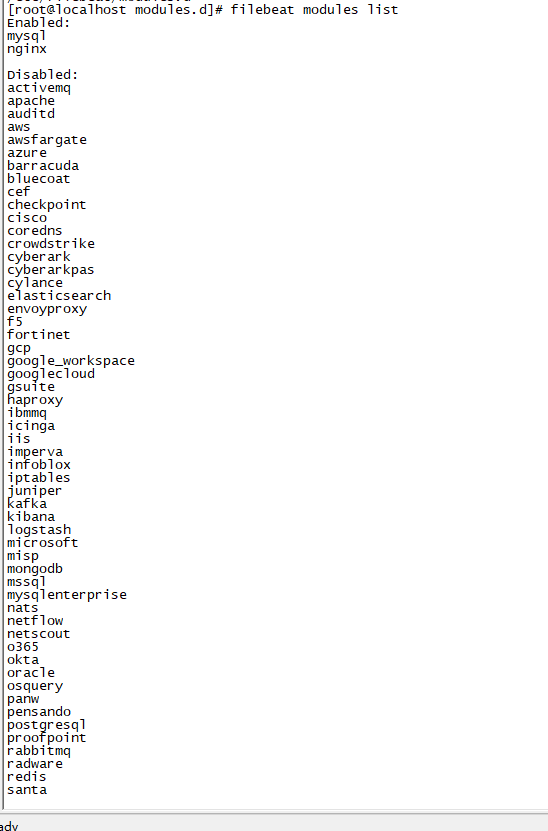 [root@localhost modules.d]# filebeat modules list
Enabled:
mysql
nginx

Disabled:
activemq
apache
auditd
aws
awsfargate
azure
barracuda
bluecoat
cef
checkpoint
cisco
coredns
crowdstrike
cyberark
cyberarkpas
cylance
elasticsearch
envoyproxy
f5
fortinet
gcp
google_workspace
googlecloud
gsuite
haproxy
ibmmq
icinga
iis
imperva
infoblox
iptables
juniper
kafka
kibana
logstash
microsoft
misp
mongodb
mssql
mysqlenterprise
nats
netflow
netscout
o365
okta
oracle
osquery
panw
pensando
postgresql
proofpoint
rabbitmq
radware
redis
santa
ady